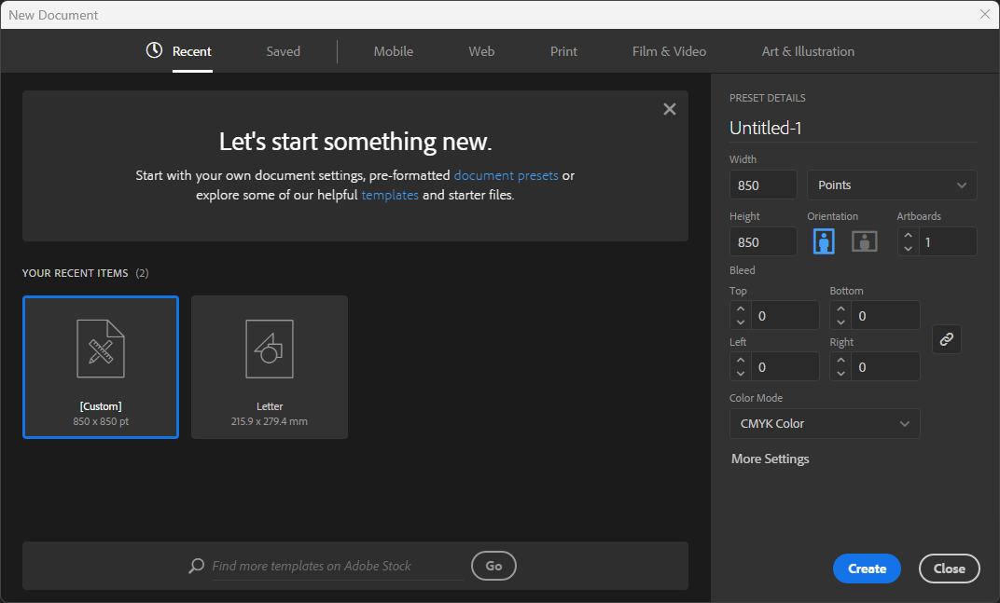 New Document
Recent
Saved
Mobile
Web
Print
Film & Video
Art & Illustration
Let's start something new.
Start with your own document settings, pre-formatted document presets or
explore some of our helpful templates and starter files.
YOUR RECENT ITEMS (2)
[Custom]
850 x 850 pt
Letter
215.9 x 279.4 mm
Find more templates on Adobe Stock
Go
PRESET DETAILS
Untitled-1
Width
850
Points
Height
Orientation
Artboards
850
1
Bleed
Top
Bottom
0
0
Left
Right
0
0
Color Mode
CMYK Color
More Settings
Create
Close